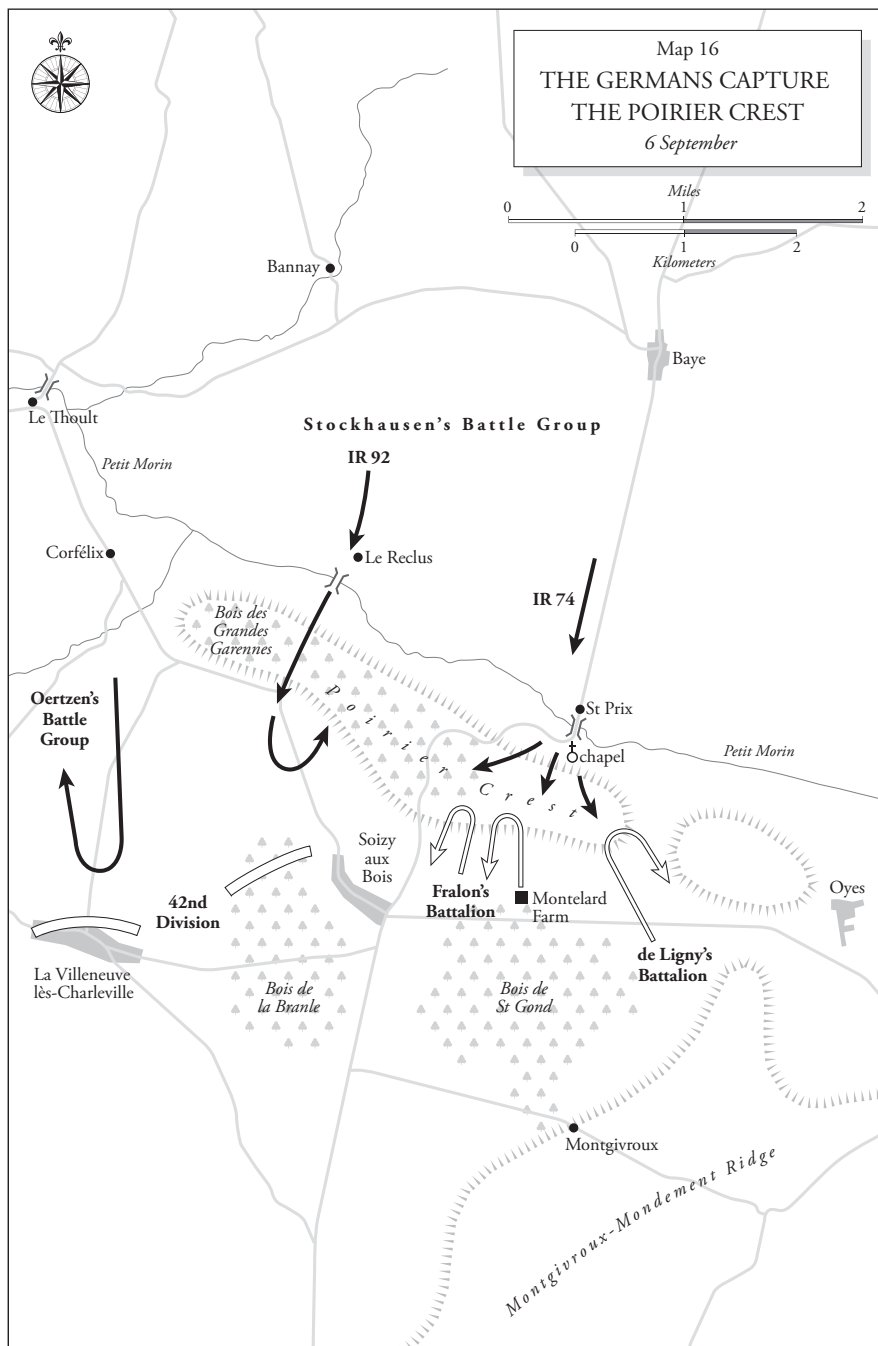 Map 16
THE GERMANS CAPTURE
THE POIRIER CREST
6 September
Miles
0 1 2
0 1 2
Kilometers
Bannay
Baye
Le Thoult
Stockhausen's Battle Group
IR 92
Petit Morin
Corfélix
Le Reclus
IR 74
Bois des
Grandes
Garennes
Oertzen's
Battle
Group
Poirier Crest
St Prix
Petit Morin
chapel
Soizy
aux
Bois
Fralon's
Battalion
Montelard
Farm
Oyes
42nd
Division
de Ligny's
Battalion
La Villeneuve
lès-Charleville
Bois de
la Branle
Bois de
St Gond
Montgivroux
Montgivroux-Mondement Ridge